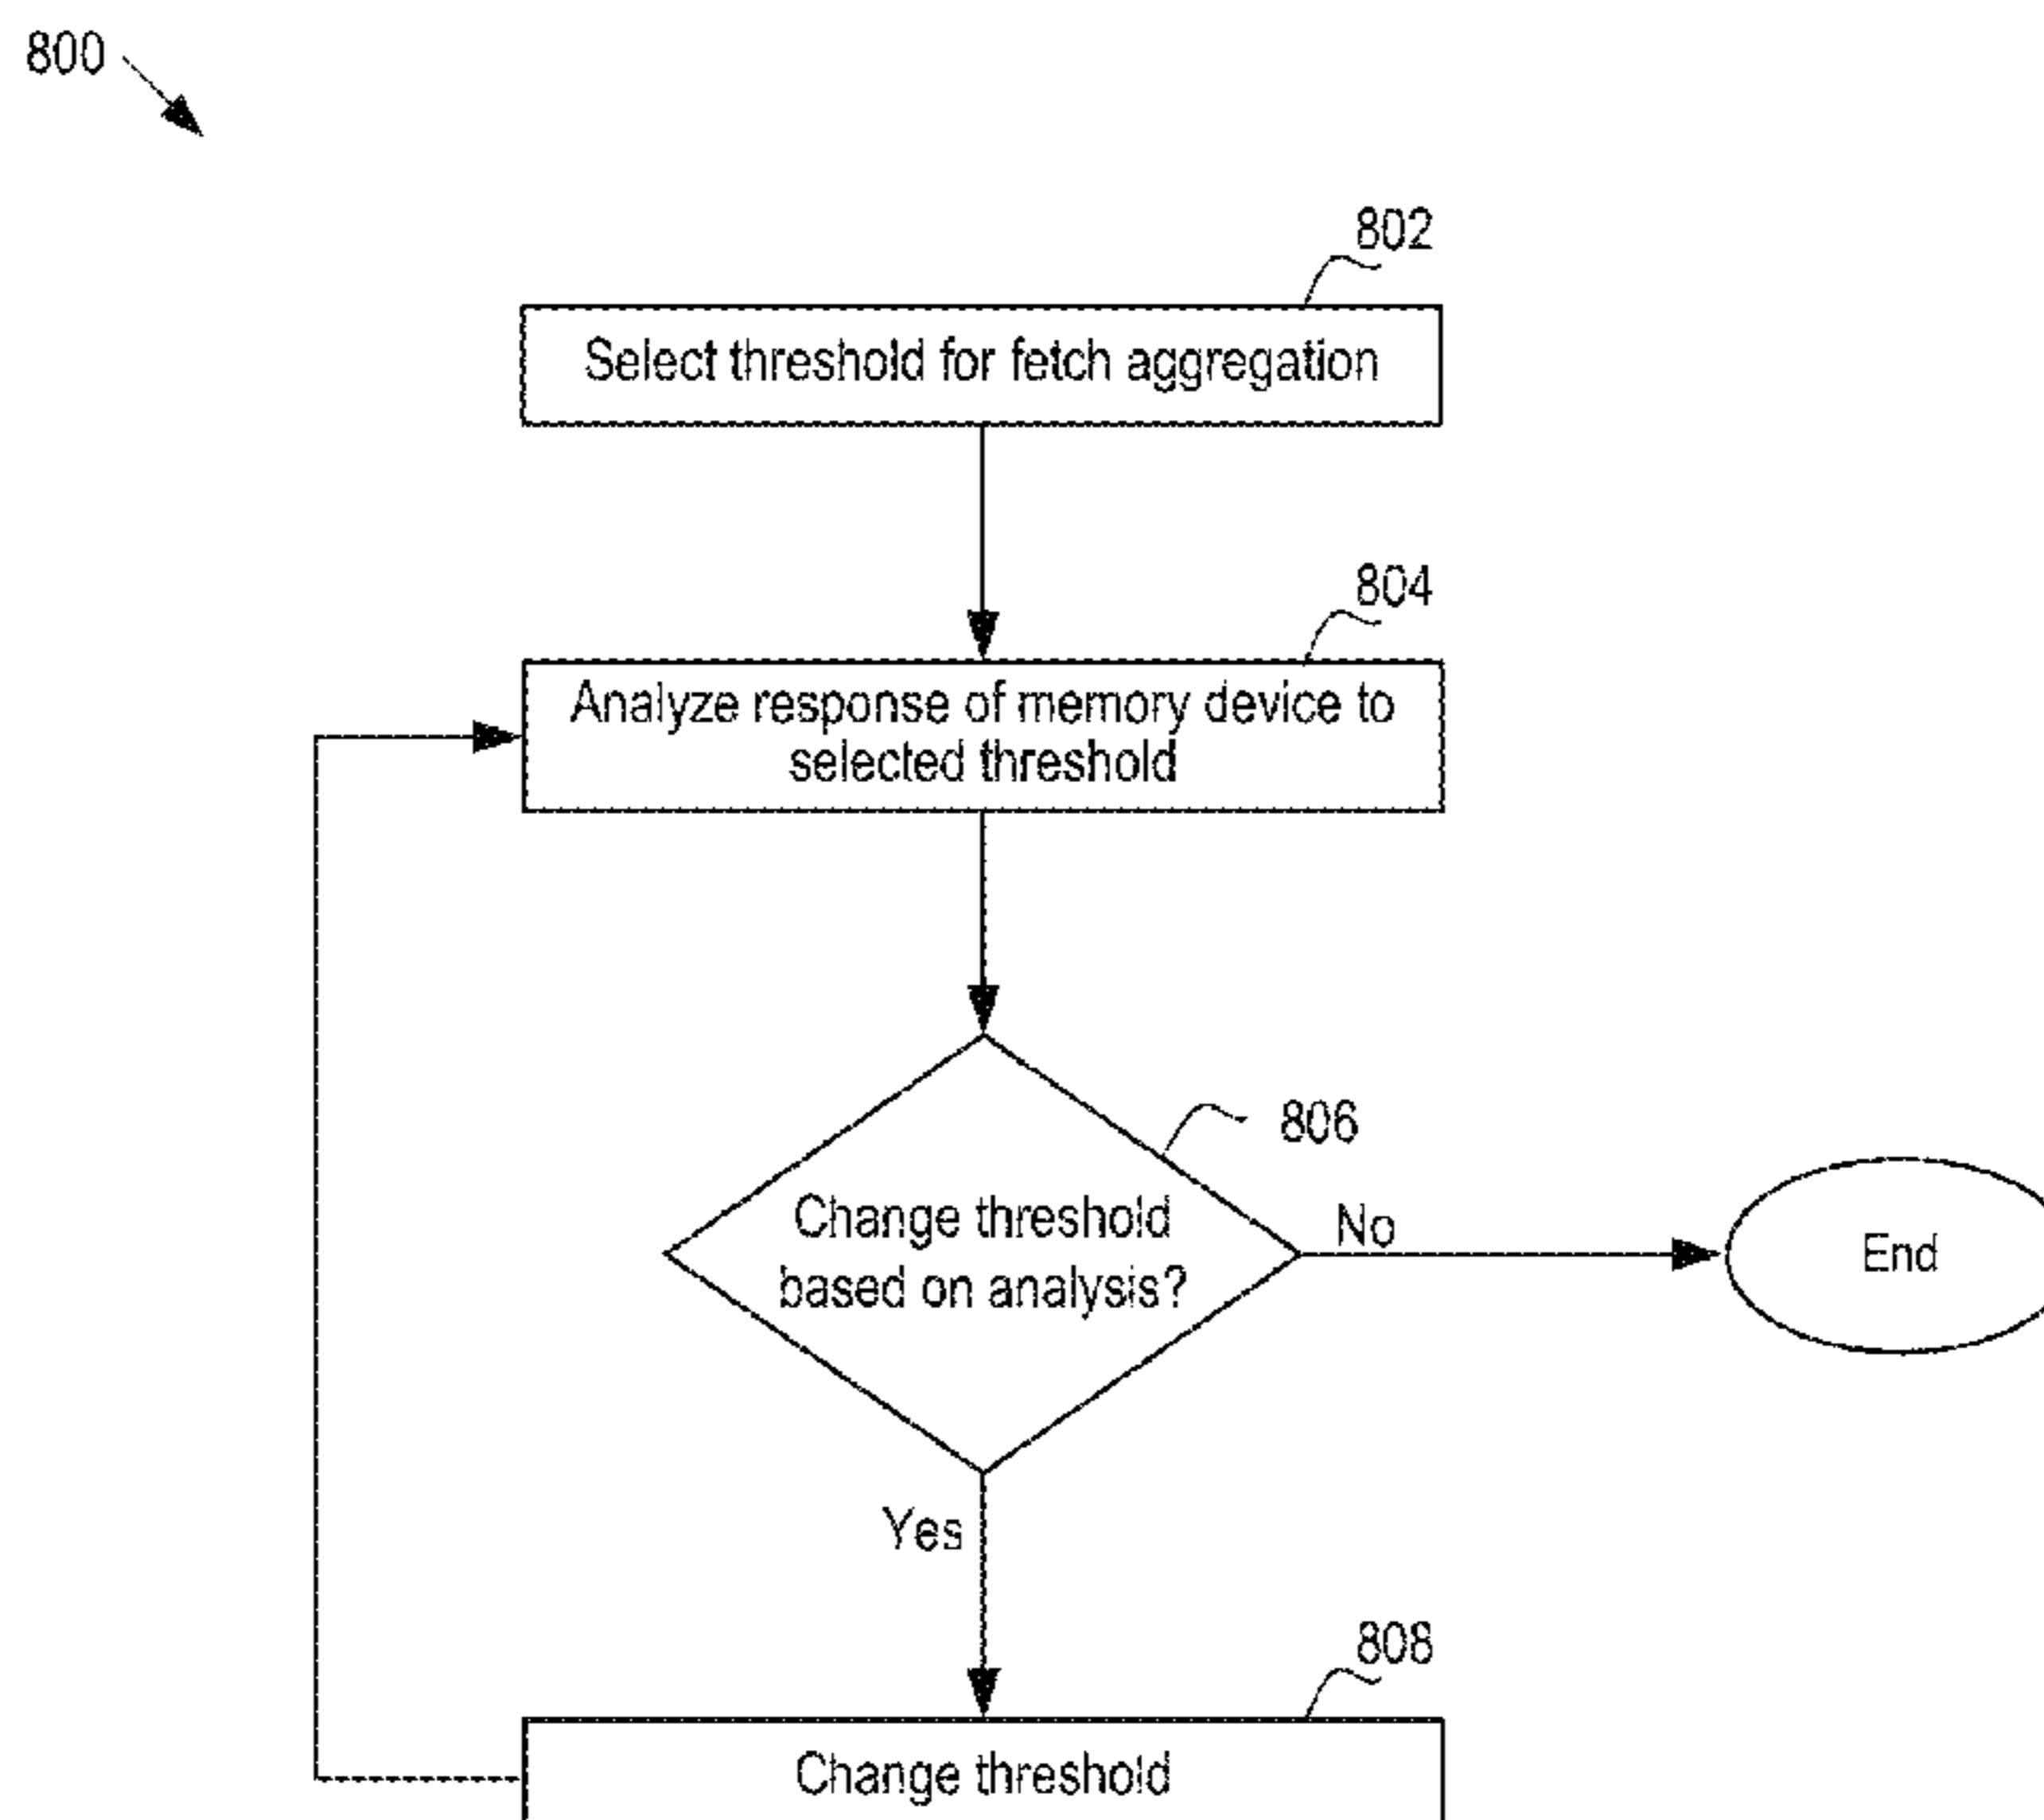 800
802
Select threshold for fetch aggregation
804
Analyze response of memory device to
selected threshold
806
Change threshold
based on analysis?
No
End
Yes
808
Change threshold